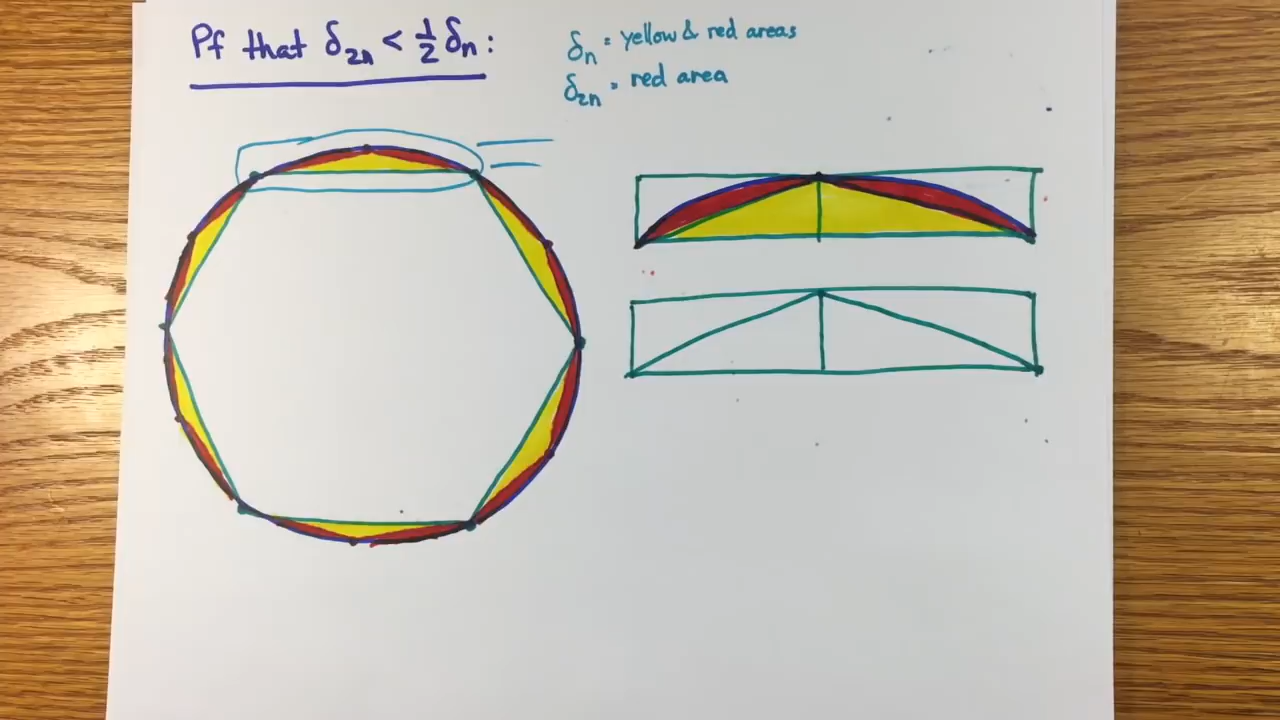 Pf that δ₂ₙ < ½ δₙ:
δₙ = yellow & red areas
δ₂ₙ = red area